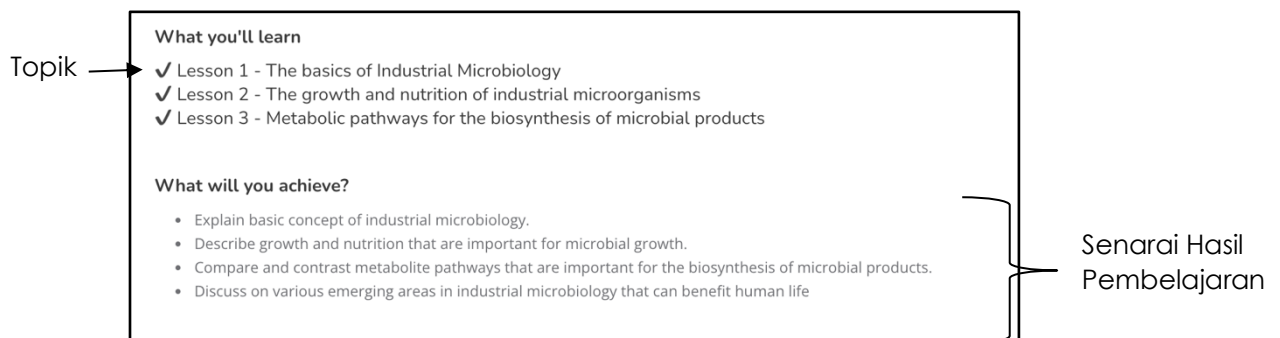 What you'll learn
Topik
✔ Lesson 1 - The basics of Industrial Microbiology
✔ Lesson 2 - The growth and nutrition of industrial microorganisms
✔ Lesson 3 - Metabolic pathways for the biosynthesis of microbial products
What will you achieve?
• Explain basic concept of industrial microbiology.
• Describe growth and nutrition that are important for microbial growth.
• Compare and contrast metabolite pathways that are important for the biosynthesis of microbial products.
• Discuss on various emerging areas in industrial microbiology that can benefit human life
Senarai Hasil
Pembelajaran